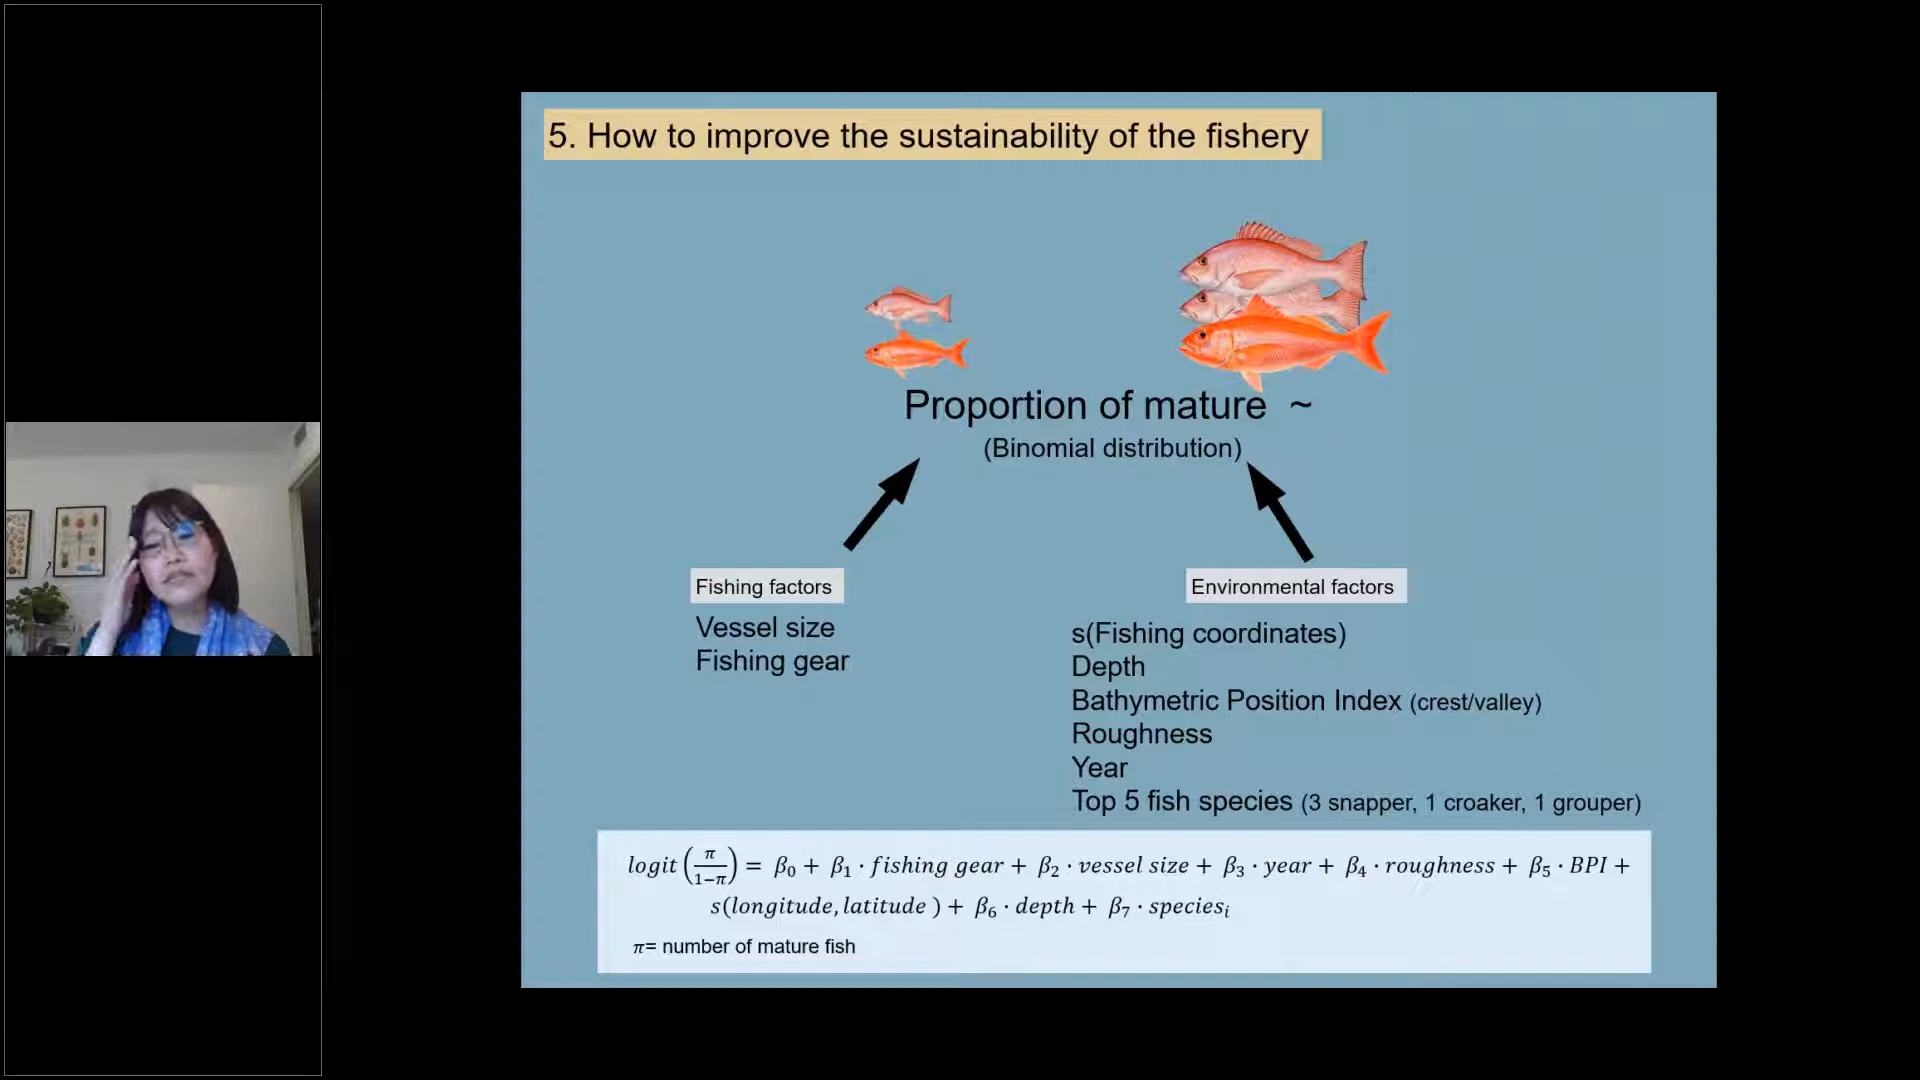 5. How to improve the sustainability of the fishery
Proportion of mature ~
(Binomial distribution)
Fishing factors
Vessel size
Fishing gear
Environmental factors
s(Fishing coordinates)
Depth
Bathymetric Position Index (crest/valley)
Roughness
Year
Top 5 fish species (3 snapper, 1 croaker, 1 grouper)
logit (π/1−π) = β₀ + β₁ · fishing gear + β₂ · vessel size + β₃ · year + β₄ · roughness + β₅ · BPI +
s(longitude, latitude ) + β₆ · depth + β₇ · speciesᵢ
π= number of mature fish